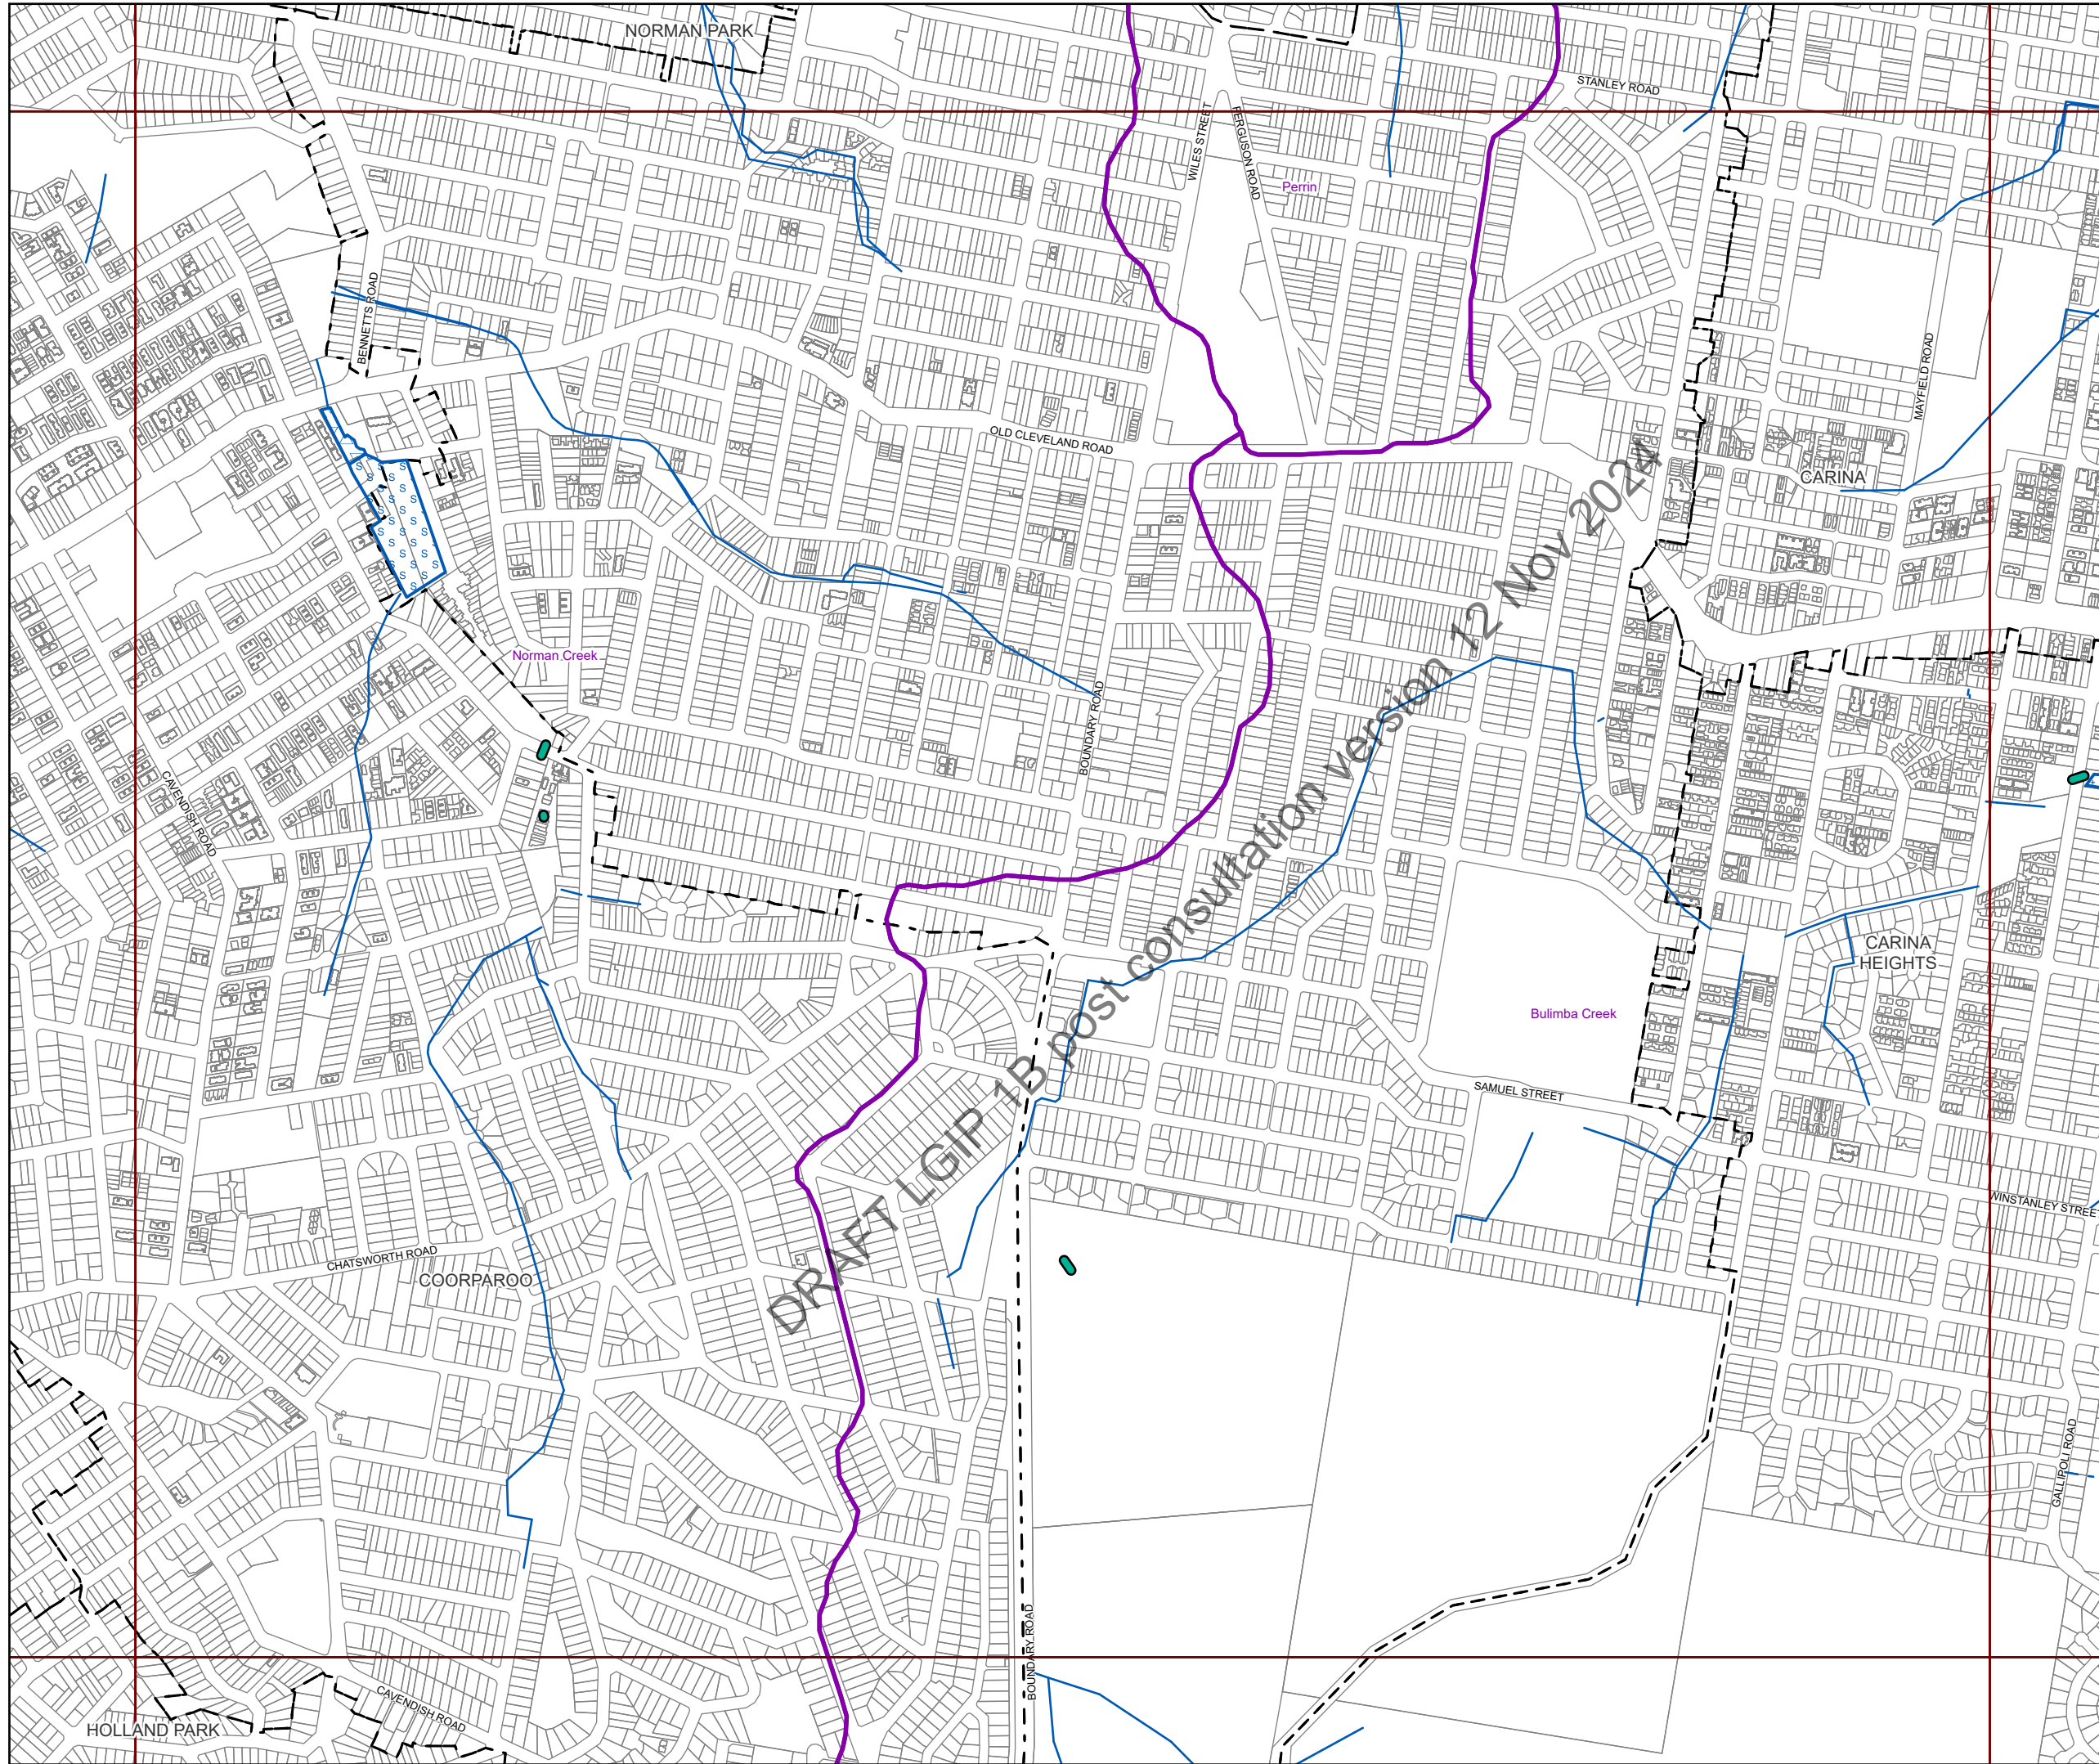 NORMAN PARK
STANLEY ROAD
WILES STREET
FERGUSON ROAD
Perrin
BENNETTS ROAD
MAYFIELD ROAD
OLD CLEVELAND ROAD
CARINA
S S S S S S S S S S S S S S S S S S S S S S S
Norman Creek
BOUNDARY ROAD
CAVENDISH ROAD
DRAFT LGIP 1B post consultation version 12 Nov 2024
CARINA
HEIGHTS
Bulimba Creek
SAMUEL STREET
WINSTANLEY STREET
CHATSWORTH ROAD
COORPAROO
GALLIPOLI ROAD
BOUNDARY ROAD
CAVENDISH ROAD
HOLLAND PARK